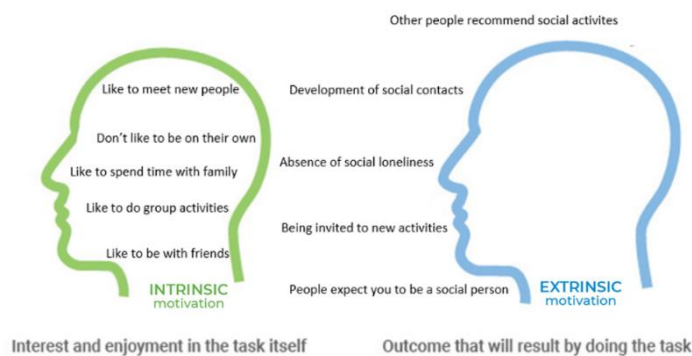 Other people recommend social activites
Like to meet new people
Development of social contacts
Don't like to be on their own
Absence of social loneliness
Like to spend time with family
Like to do group activities
Being invited to new activities
Like to be with friends
People expect you to be a social person
INTRINSIC
motivation
EXTRINSIC
motivation
Interest and enjoyment in the task itself
Outcome that will result by doing the task